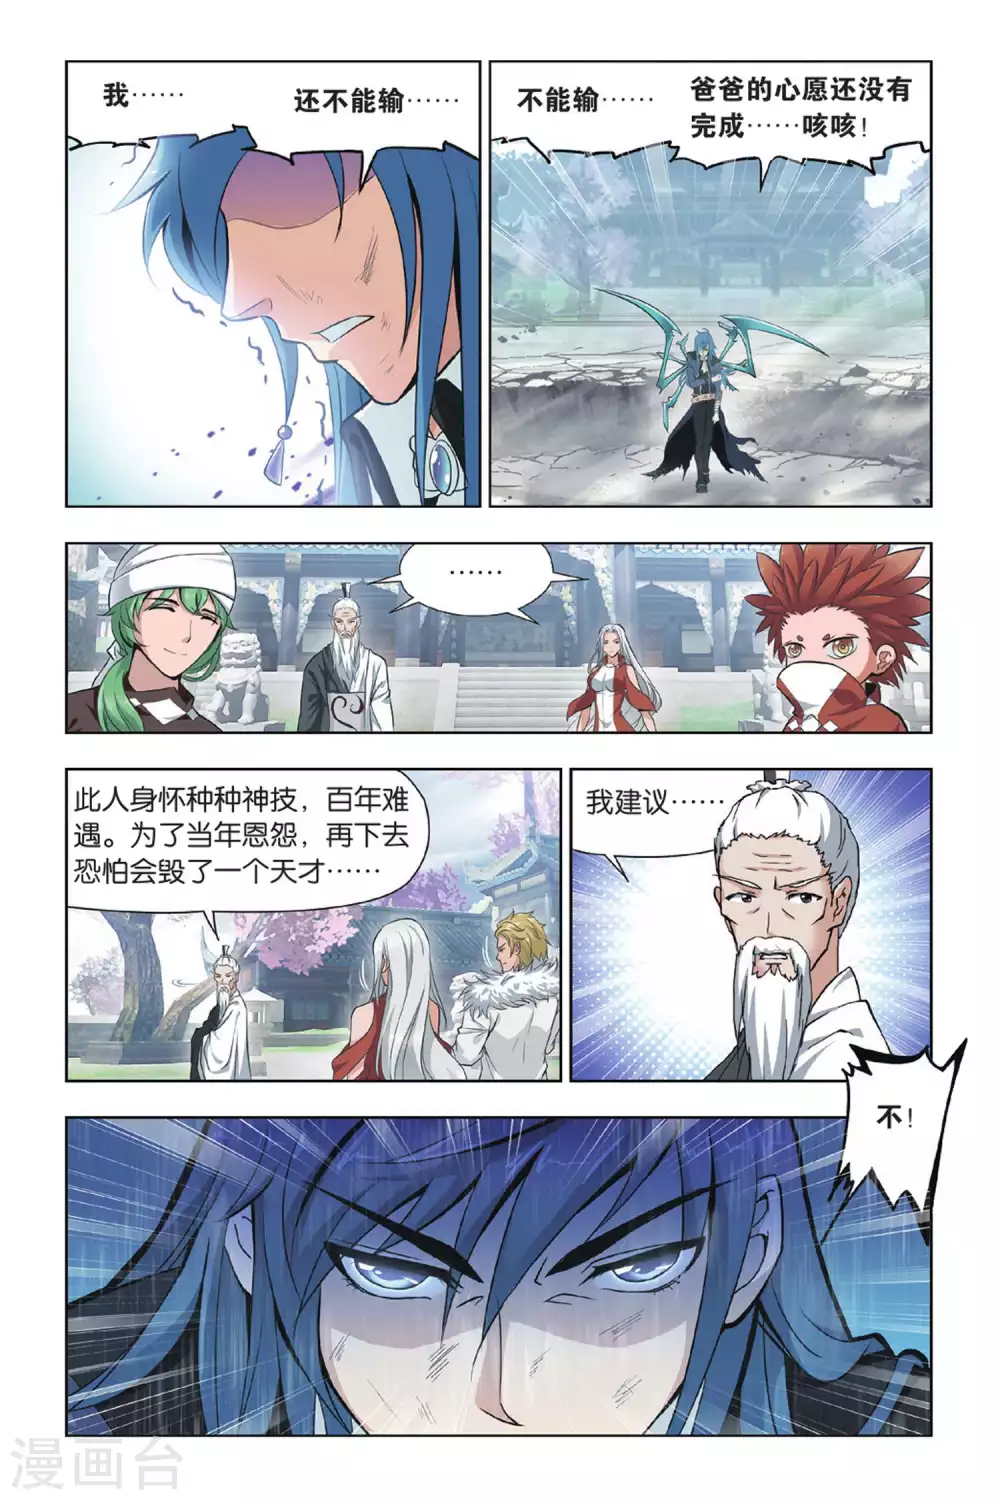 我……
还不能输……
不能输……
爸爸的心愿还没有
完成……咳咳！
……
此人身怀种种神技，百年难
遇。为了当年恩怨，再下去
恐怕会毁了一个天才……
我建议……
不！
漫画台